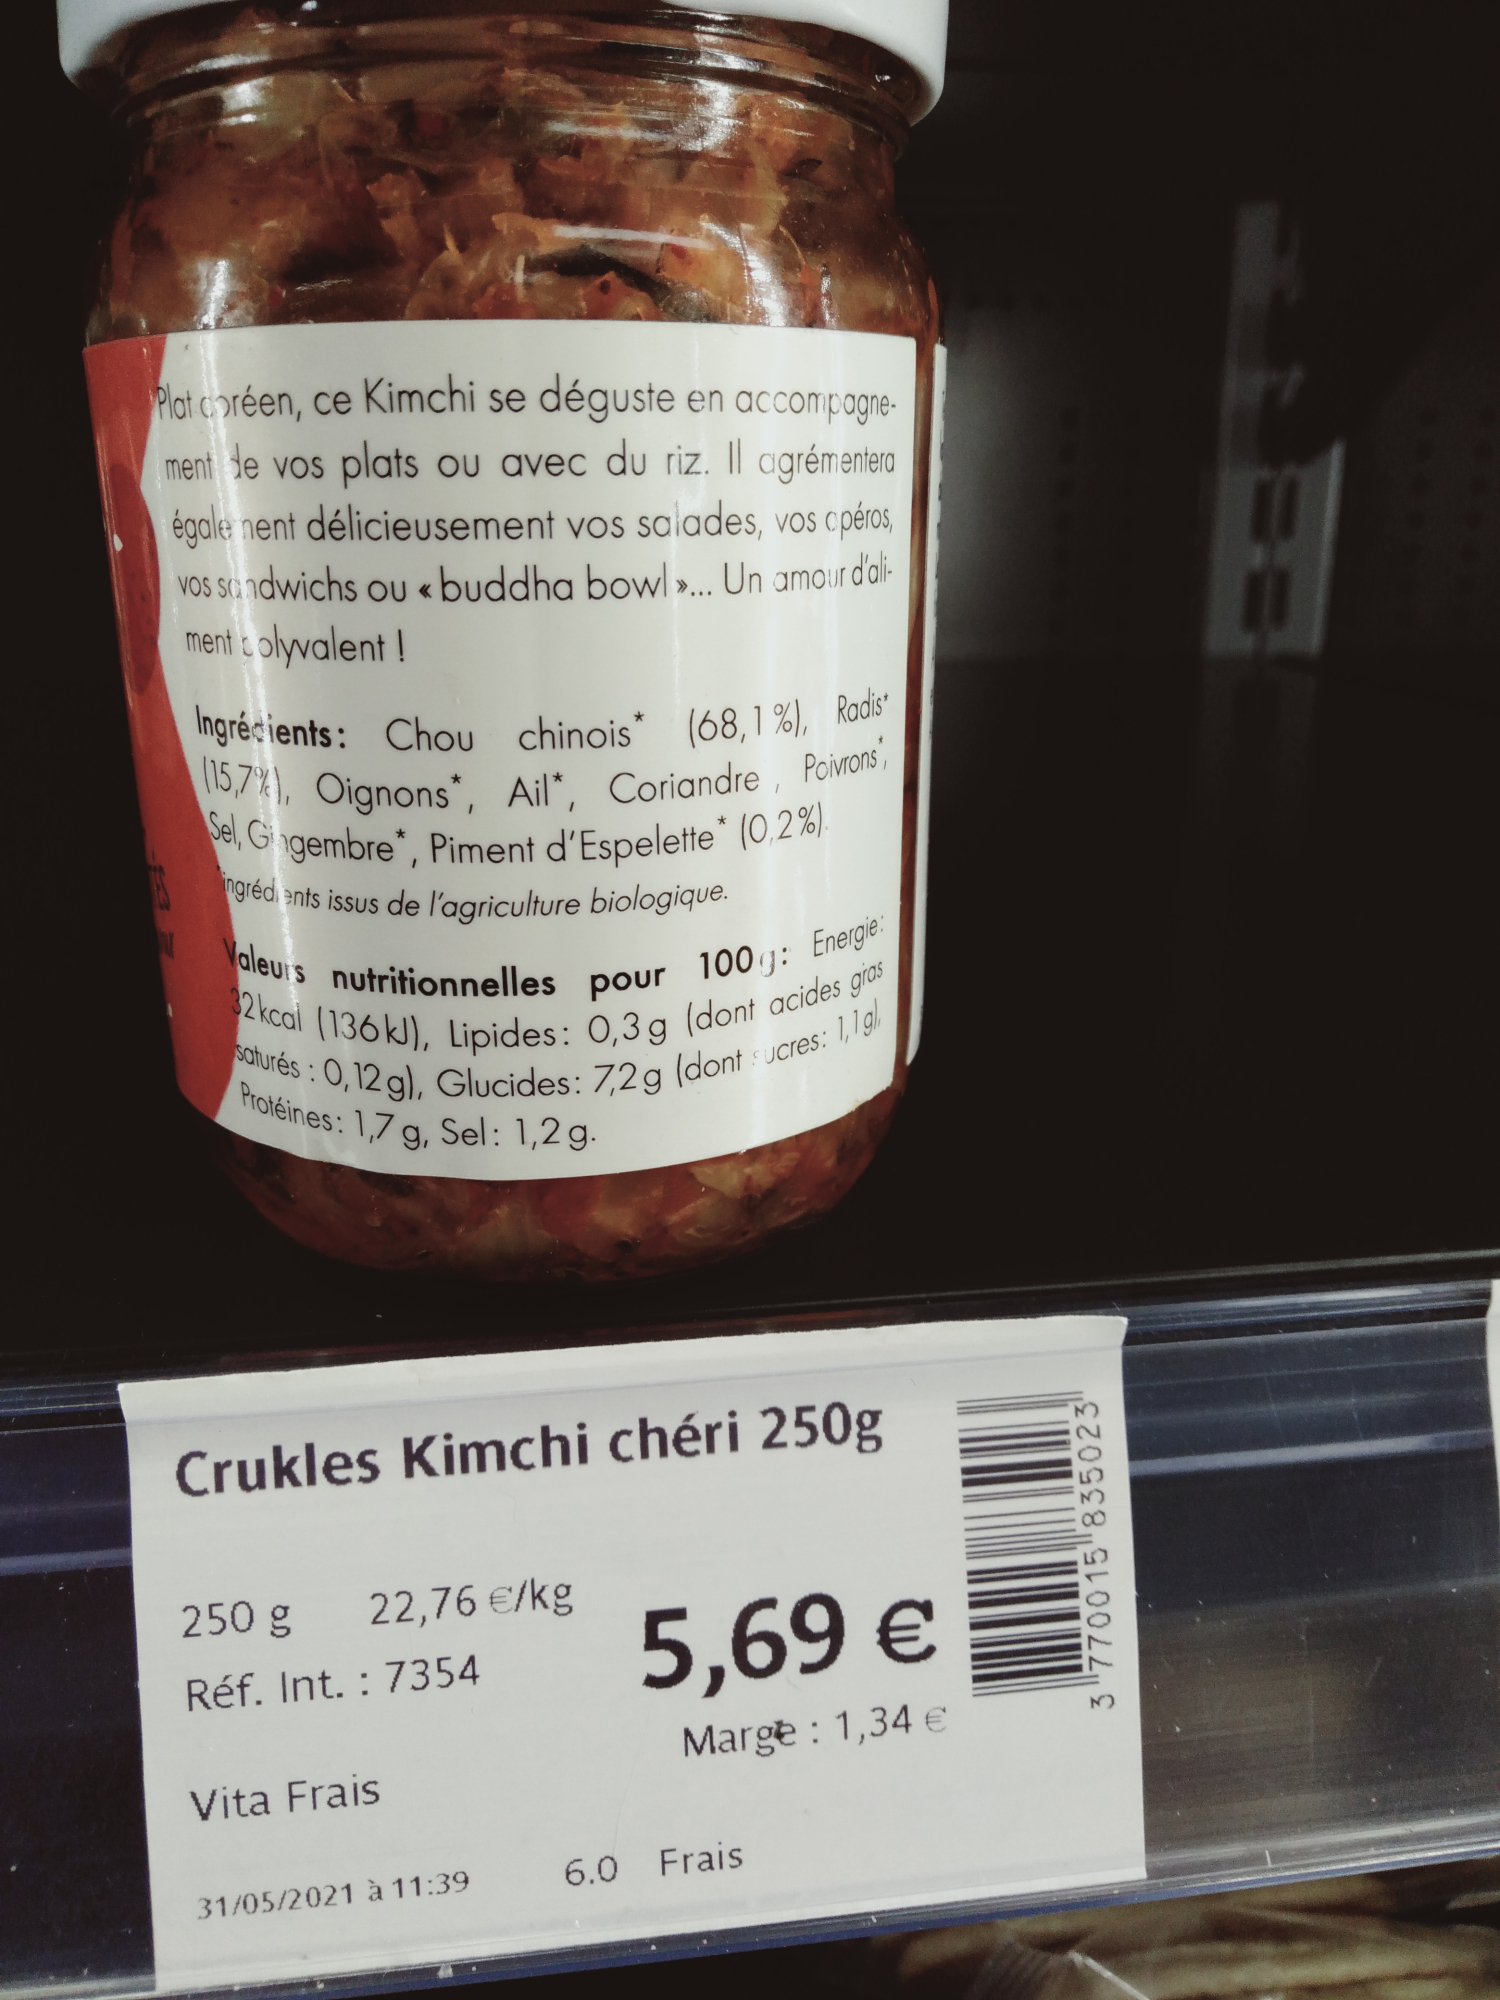 Plat coréen, ce Kimchi se déguste en accompagne-
ment de vos plats ou avec du riz. Il agrémentera
également délicieusement vos salades, vos apéros,
vos sandwichs ou « buddha bowl »... Un amour d'ali-
ment polyvalent !
Ingrédients: Chou chinois* (68,1%), Radis*
(15,7%), Oignons*, Ail*, Coriandre , Poivrons*,
Sel, Gingembre*, Piment d'Espelette* (0,2%).
*ingrédients issus de l'agriculture biologique.
Valeurs nutritionnelles pour 100g: Energie:
32kcal (136kJ), Lipides: 0,3g (dont acides gras
saturés : 0,12g), Glucides: 7,2g (dont sucres: 1,1g),
Protéines: 1,7g, Sel: 1,2g.
Crukles Kimchi chéri 250g
250 g 22,76 €/kg
5,69 €
Réf. Int. : 7354
Marge : 1,34 €
Vita Frais
31/05/2021 à 11:39 6.0 Frais
3 770015 835023